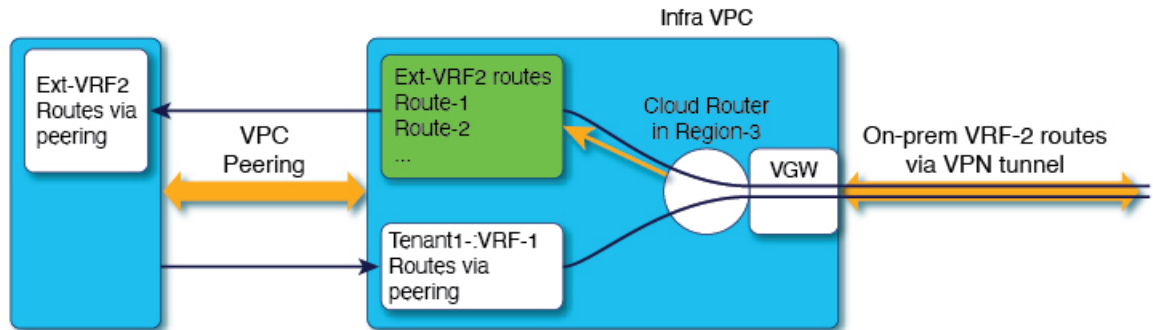 Infra VPC
Ext-VRF2
Routes via
peering
VPC
Peering
Ext-VRF2 routes
Route-1
Route-2
...
Tenant1-:VRF-1
Routes via
peering
Cloud Router
in Region-3
VGW
On-prem VRF-2 routes
via VPN tunnel